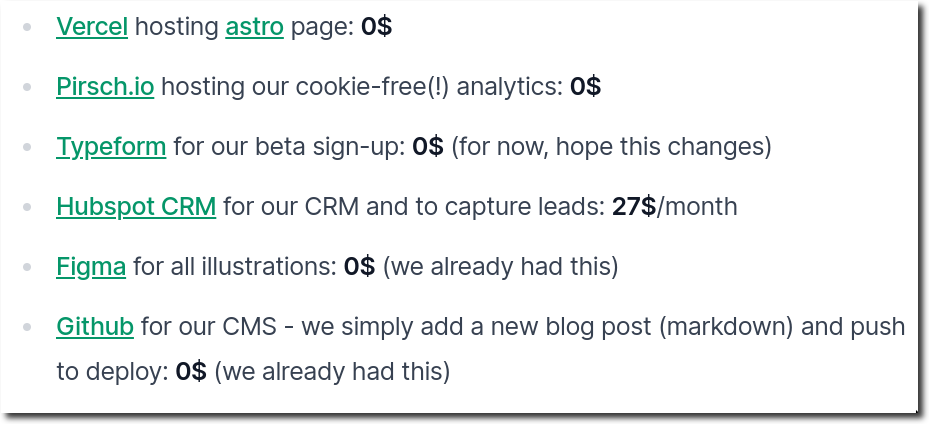 Vercel hosting astro page: 0$
Pirsch.io hosting our cookie-free(!) analytics: 0$
Typeform for our beta sign-up: 0$ (for now, hope this changes)
Hubspot CRM for our CRM and to capture leads: 27$/month
Figma for all illustrations: 0$ (we already had this)
Github for our CMS - we simply add a new blog post (markdown) and push
to deploy: 0$ (we already had this)